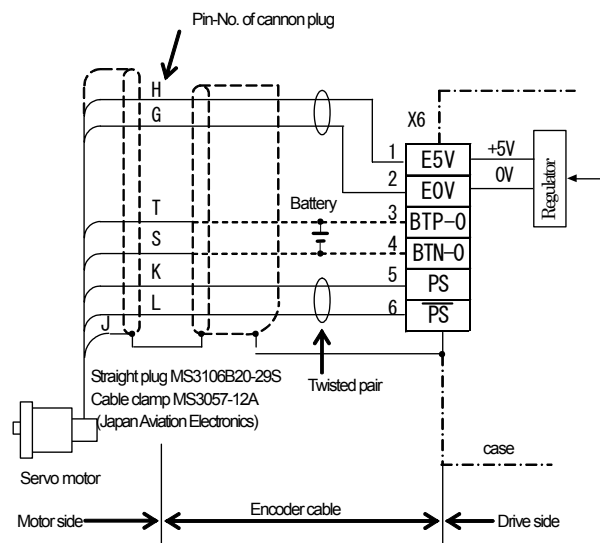 Pin-No. of cannon plug
H
G
X6
1
E5V
+5V
2
E0V
0V
Regulator
T
Battery
3
BTP-0
S
4
BTN-0
K
5
PS
L
6
PS
J
Straight plug MS3106B20-29S
Cable clamp MS3057-12A
(Japan Aviation Electronics)
Twisted pair
case
Servo motor
Motor side
Encoder cable
Drive side